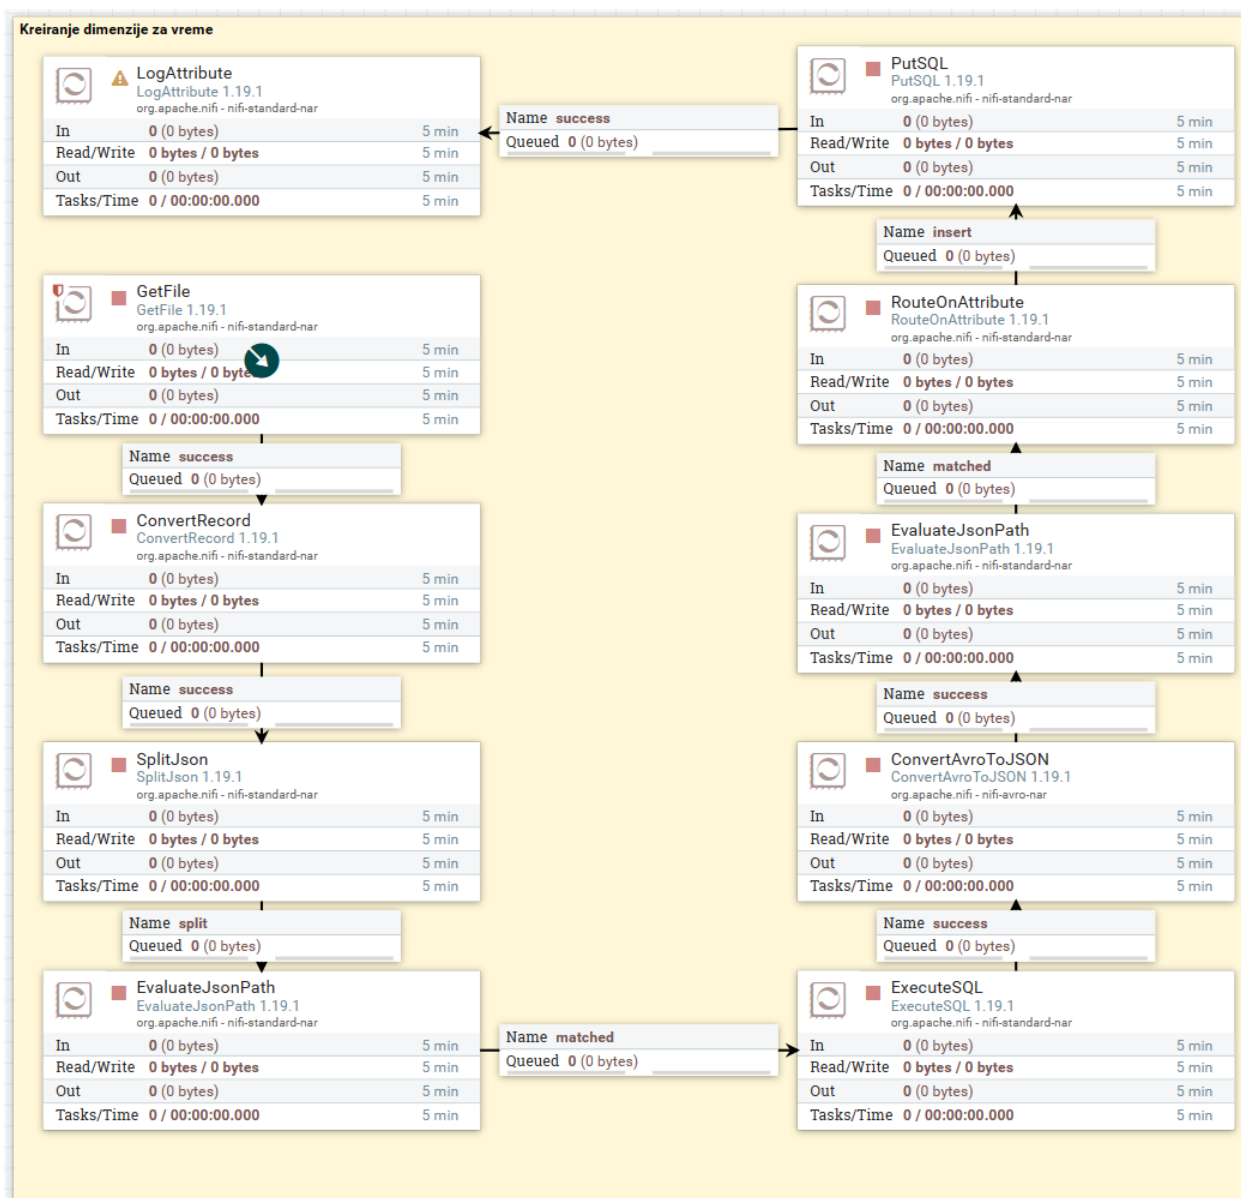 Kreiranje dimenzije za vreme
LogAttribute
LogAttribute 1.19.1
org.apache.nifi - nifi-standard-nar
In 0 (0 bytes) 5 min
Read/Write 0 bytes / 0 bytes 5 min
Out 0 (0 bytes) 5 min
Tasks/Time 0 / 00:00:00.000 5 min
Name success
Queued 0 (0 bytes)
PutSQL
PutSQL 1.19.1
org.apache.nifi - nifi-standard-nar
In 0 (0 bytes) 5 min
Read/Write 0 bytes / 0 bytes 5 min
Out 0 (0 bytes) 5 min
Tasks/Time 0 / 00:00:00.000 5 min
Name insert
Queued 0 (0 bytes)
GetFile
GetFile 1.19.1
org.apache.nifi - nifi-standard-nar
In 0 (0 bytes) 5 min
Read/Write 0 bytes / 0 byte 5 min
Out 0 (0 bytes) 5 min
Tasks/Time 0 / 00:00:00.000 5 min
Name success
Queued 0 (0 bytes)
RouteOnAttribute
RouteOnAttribute 1.19.1
org.apache.nifi - nifi-standard-nar
In 0 (0 bytes) 5 min
Read/Write 0 bytes / 0 bytes 5 min
Out 0 (0 bytes) 5 min
Tasks/Time 0 / 00:00:00.000 5 min
Name matched
Queued 0 (0 bytes)
ConvertRecord
ConvertRecord 1.19.1
org.apache.nifi - nifi-standard-nar
In 0 (0 bytes) 5 min
Read/Write 0 bytes / 0 bytes 5 min
Out 0 (0 bytes) 5 min
Tasks/Time 0 / 00:00:00.000 5 min
Name success
Queued 0 (0 bytes)
EvaluateJsonPath
EvaluateJsonPath 1.19.1
org.apache.nifi - nifi-standard-nar
In 0 (0 bytes) 5 min
Read/Write 0 bytes / 0 bytes 5 min
Out 0 (0 bytes) 5 min
Tasks/Time 0 / 00:00:00.000 5 min
Name success
Queued 0 (0 bytes)
SplitJson
SplitJson 1.19.1
org.apache.nifi - nifi-standard-nar
In 0 (0 bytes) 5 min
Read/Write 0 bytes / 0 bytes 5 min
Out 0 (0 bytes) 5 min
Tasks/Time 0 / 00:00:00.000 5 min
Name split
Queued 0 (0 bytes)
ConvertAvroToJSON
ConvertAvroToJSON 1.19.1
org.apache.nifi - nifi-avro-nar
In 0 (0 bytes) 5 min
Read/Write 0 bytes / 0 bytes 5 min
Out 0 (0 bytes) 5 min
Tasks/Time 0 / 00:00:00.000 5 min
Name success
Queued 0 (0 bytes)
EvaluateJsonPath
EvaluateJsonPath 1.19.1
org.apache.nifi - nifi-standard-nar
In 0 (0 bytes) 5 min
Read/Write 0 bytes / 0 bytes 5 min
Out 0 (0 bytes) 5 min
Tasks/Time 0 / 00:00:00.000 5 min
Name matched
Queued 0 (0 bytes)
ExecuteSQL
ExecuteSQL 1.19.1
org.apache.nifi - nifi-standard-nar
In 0 (0 bytes) 5 min
Read/Write 0 bytes / 0 bytes 5 min
Out 0 (0 bytes) 5 min
Tasks/Time 0 / 00:00:00.000 5 min